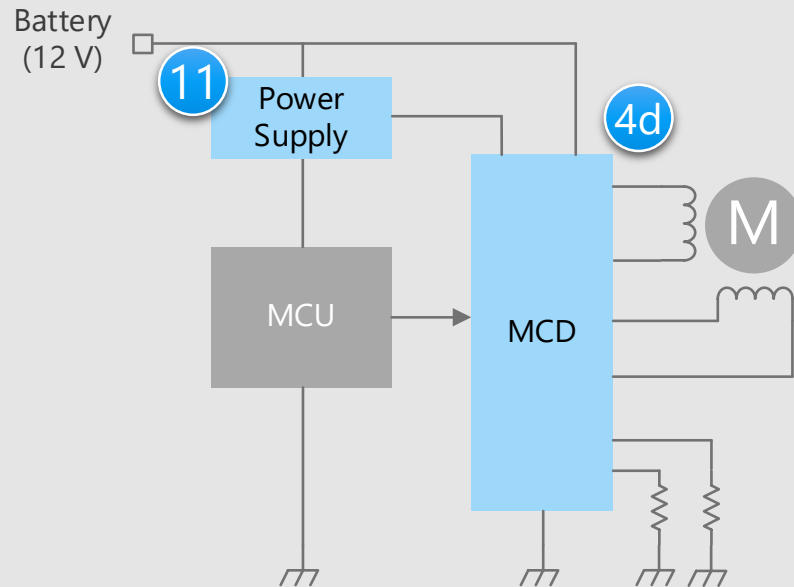 Battery
(12 V)
11
Power
Supply
4d
M
MCU
MCD